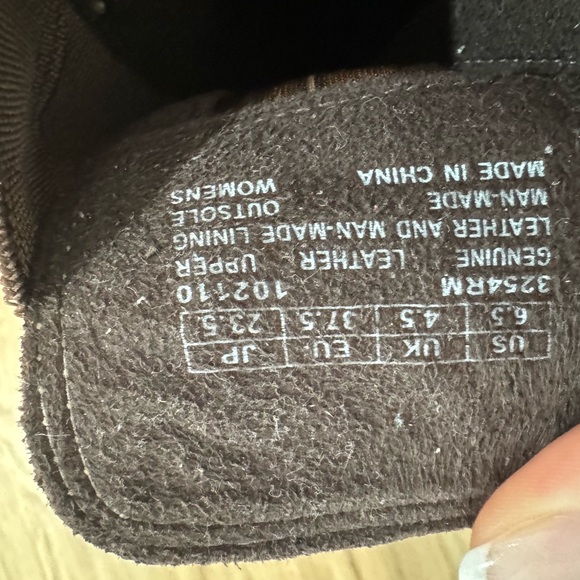 US UK EU. JP
6.5 4.5 37.5 23.5
3254RM 102110
GENUINE LEATHER UPPER
LEATHER AND MAN-MADE LINING
MAN-MADE OUTSOLE
MADE IN CHINA WOMENS